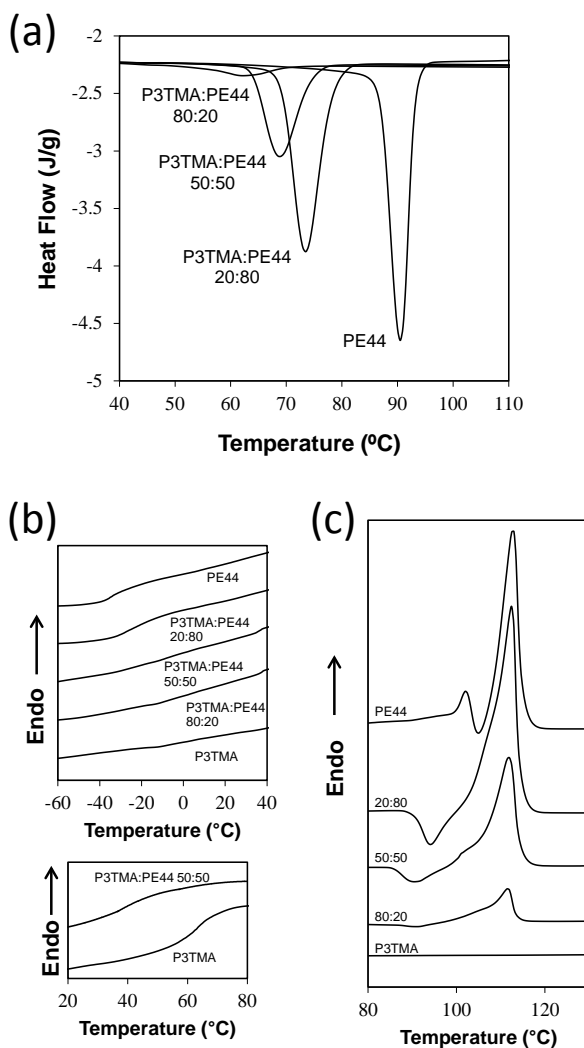 (a)
-2
-2.5
-3
-3.5
-4
-4.5
-5
Heat Flow (J/g)
P3TMA:PE44
80:20
P3TMA:PE44
50:50
P3TMA:PE44
20:80
PE44
40 50 60 70 80 90 100 110
Temperature (ºC)
(b)
Endo
PE44
P3TMA:PE44
20:80
P3TMA:PE44
50:50
P3TMA:PE44
80:20
P3TMA
-60 -40 -20 0 20 40
Temperature (°C)
Endo
P3TMA:PE44 50:50
P3TMA
20 40 60 80
Temperature (°C)
(c)
Endo
PE44
20:80
50:50
80:20
P3TMA
80 100 120
Temperature (°C)